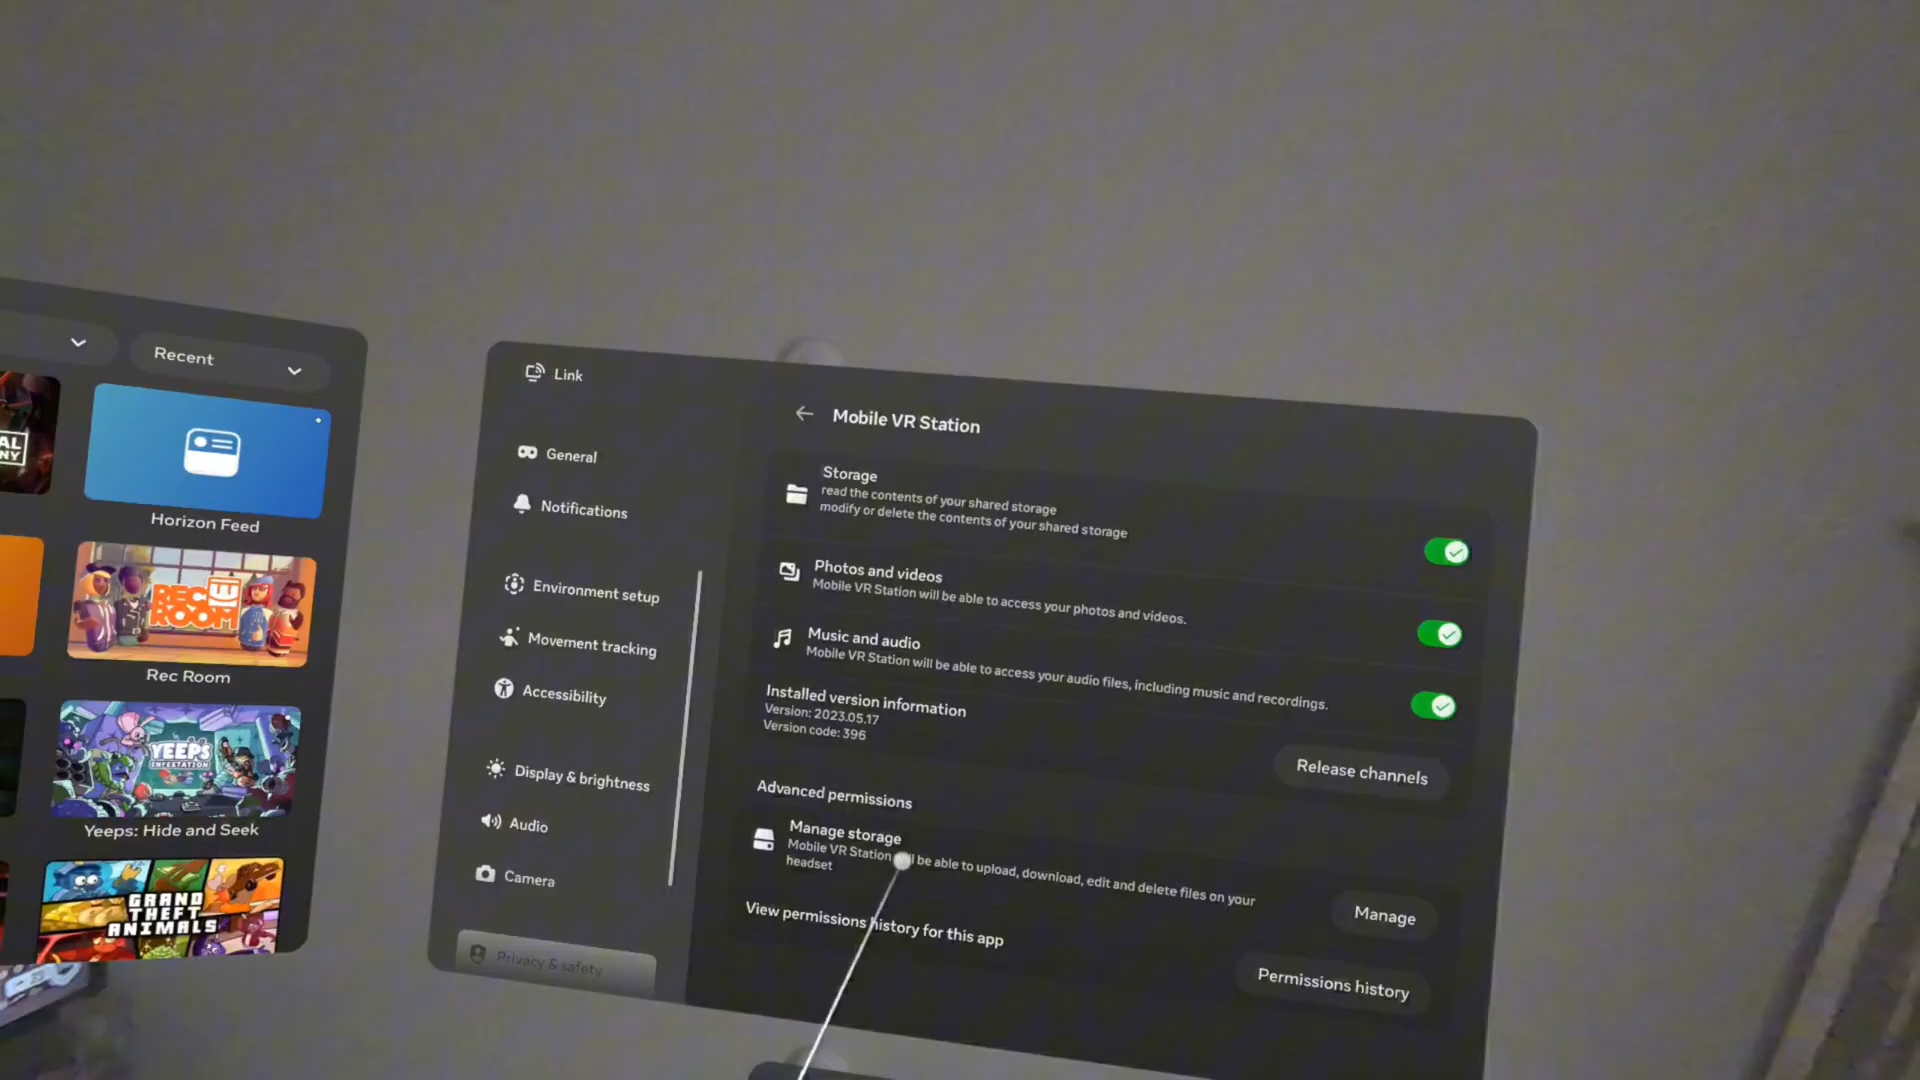 Recent
AL
NY
Horizon Feed
REC
ROOM
Rec Room
YEEPS
INFESTATION
Yeeps: Hide and Seek
GRAND
THEFT
ANIMALS
Link
General
Notifications
Environment setup
Movement tracking
Accessibility
Display & brightness
Audio
Camera
Privacy & safety
Mobile VR Station
Storage
read the contents of your shared storage
modify or delete the contents of your shared storage
Photos and videos
Mobile VR Station will be able to access your photos and videos.
Music and audio
Mobile VR Station will be able to access your audio files, including music and recordings.
Installed version information
Version: 2023.05.17
Version code: 396
Release channels
Advanced permissions
Manage storage
Mobile VR Station will be able to upload, download, edit and delete files on your
headset
Manage
View permissions history for this app
Permissions history